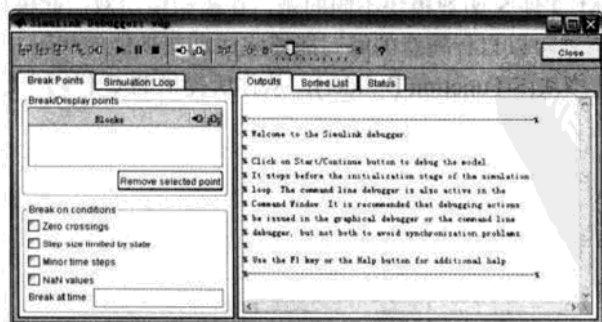 Simulink Debugger: vdp
0 5 ?
Close
Break Points Simulation Loop
Break/Display points
Blocks
Remove selected point
Break on conditions
Zero crossings
Step size limited by state
Minor time steps
NaN values
Break at time
Outputs Sorted List Status
%----------------------------------------------------------------%
% Welcome to the Simulink debugger.
%
% Click on Start/Continue button to debug the model.
% It stops before the initialization stage of the simulation
% loop. The command line debugger is also active in the
% Command Window. It is recommended that debugging actions
% be issued in the graphical debugger or the command line
% debugger, but not both to avoid synchronization problems.
%
% Use the F1 key or the Help button for additional help.
%----------------------------------------------------------------%